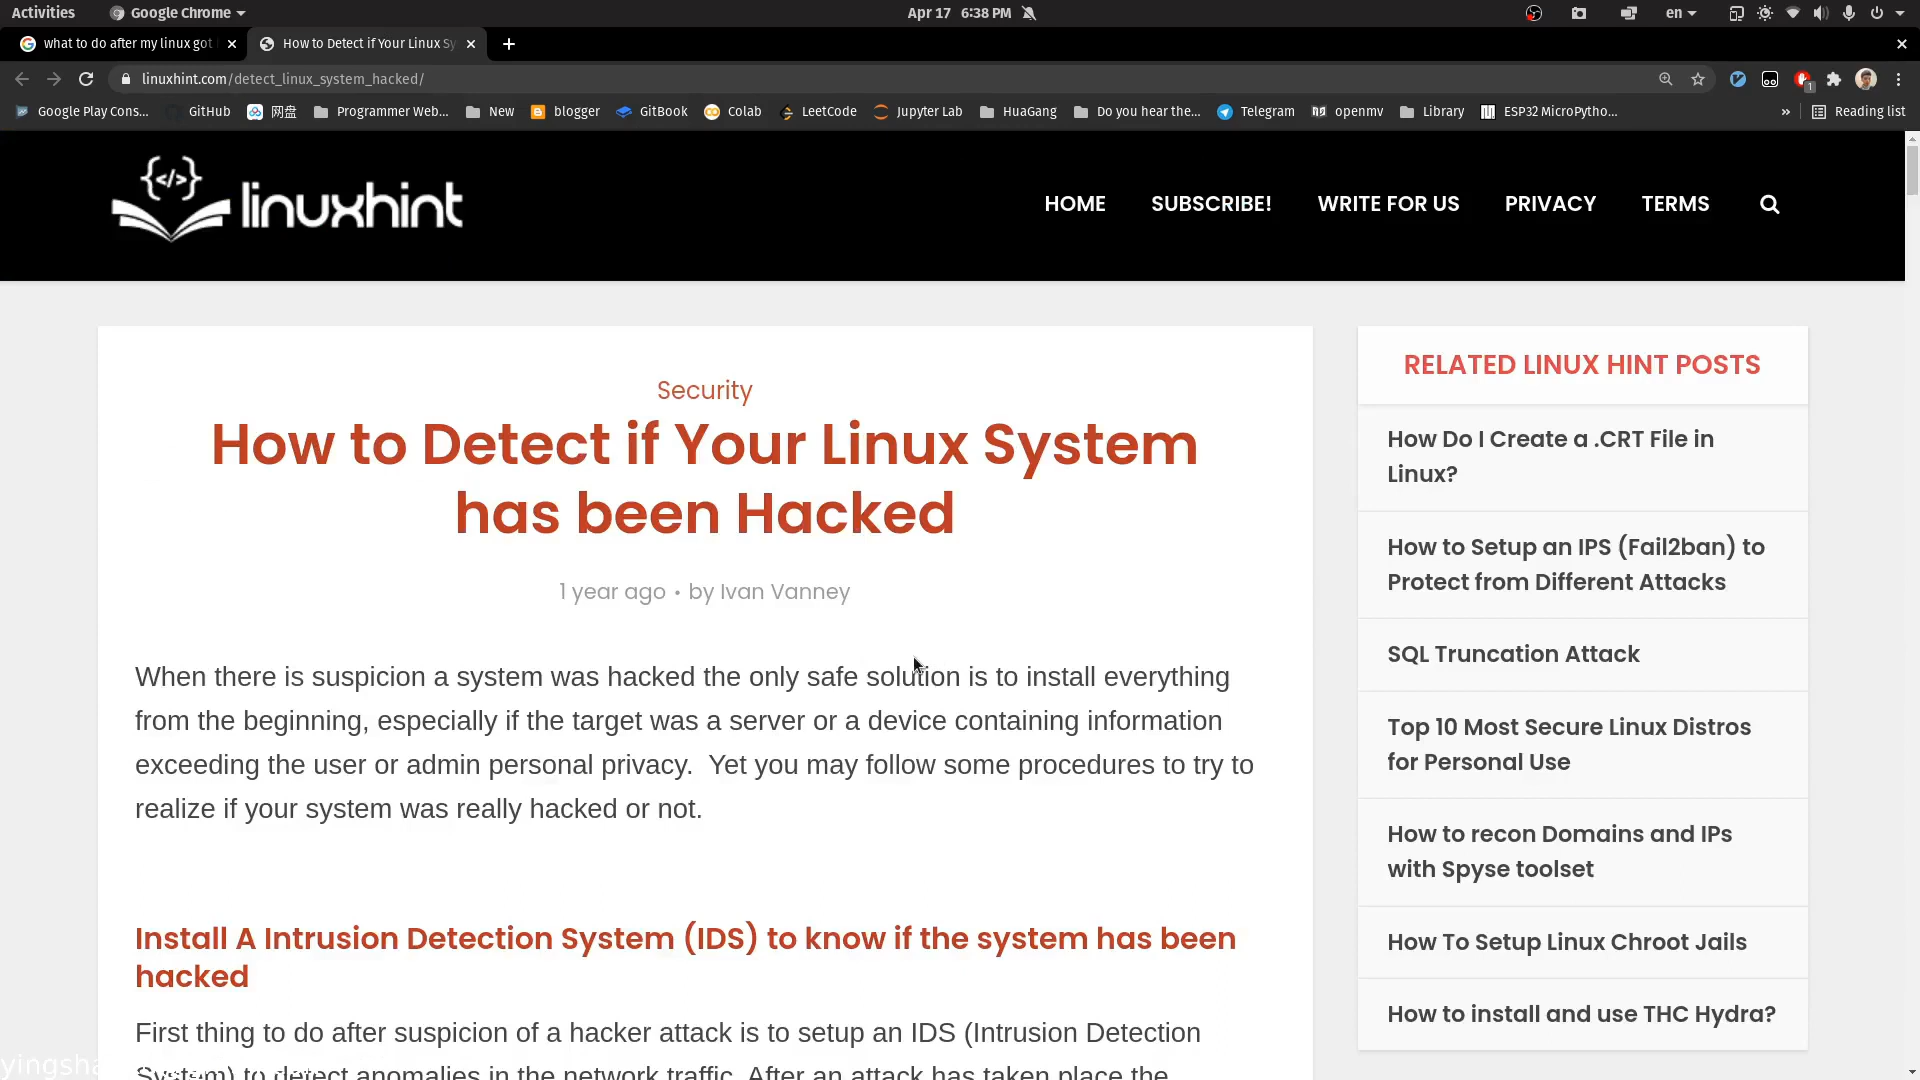 Activities Google Chrome Apr 17 6:38 PM en
what to do after my linux got How to Detect if Your Linux Sy
linuxhint.com/detect_linux_system_hacked/ 1
Google Play Cons... GitHub 网盘 Programmer Web... New blogger GitBook Colab LeetCode Jupyter Lab HuaGang Do you hear the... Telegram openmv Library ESP32 MicroPytho... » Reading list
{</>}
linuxhint HOME SUBSCRIBE! WRITE FOR US PRIVACY TERMS
Security
How to Detect if Your Linux System
has been Hacked
1 year ago • by Ivan Vanney
When there is suspicion a system was hacked the only safe solution is to install everything
from the beginning, especially if the target was a server or a device containing information
exceeding the user or admin personal privacy. Yet you may follow some procedures to try to
realize if your system was really hacked or not.
Install A Intrusion Detection System (IDS) to know if the system has been
hacked
First thing to do after suspicion of a hacker attack is to setup an IDS (Intrusion Detection
System) to detect anomalies in the network traffic. After an attack has taken place the
RELATED LINUX HINT POSTS
How Do I Create a .CRT File in
Linux?
How to Setup an IPS (Fail2ban) to
Protect from Different Attacks
SQL Truncation Attack
Top 10 Most Secure Linux Distros
for Personal Use
How to recon Domains and IPs
with Spyse toolset
How To Setup Linux Chroot Jails
How to install and use THC Hydra?